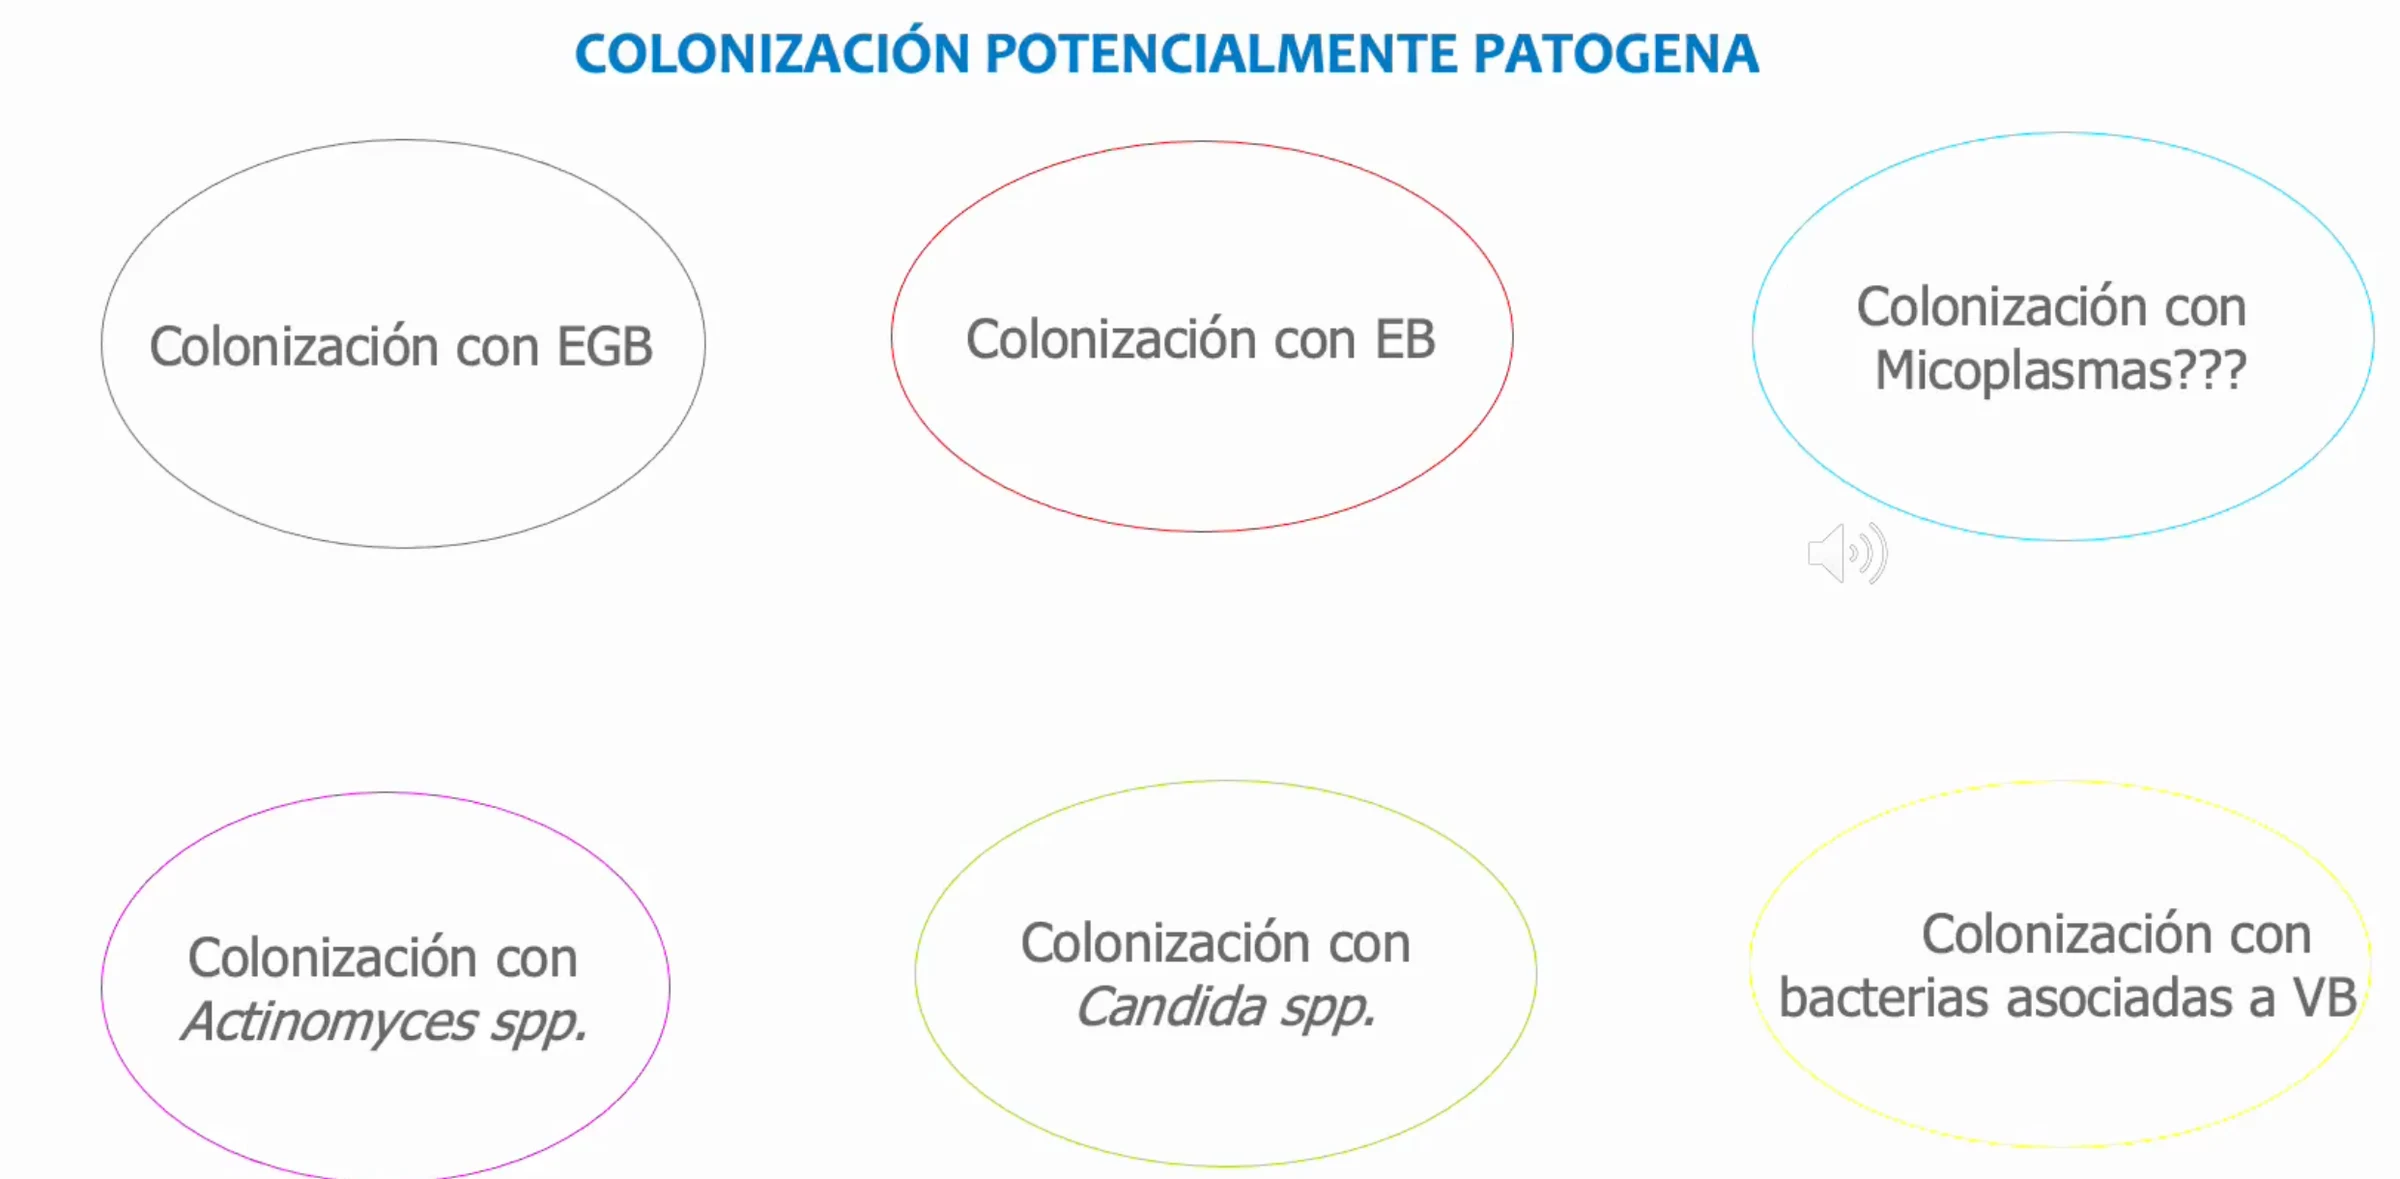 COLONIZACIÓN POTENCIALMENTE PATOGENA
Colonización con EGB
Colonización con EB
Colonización con
Micoplasmas???
Colonización con
Actinomyces spp.
Colonización con
Candida spp.
Colonización con
bacterias asociadas a VB